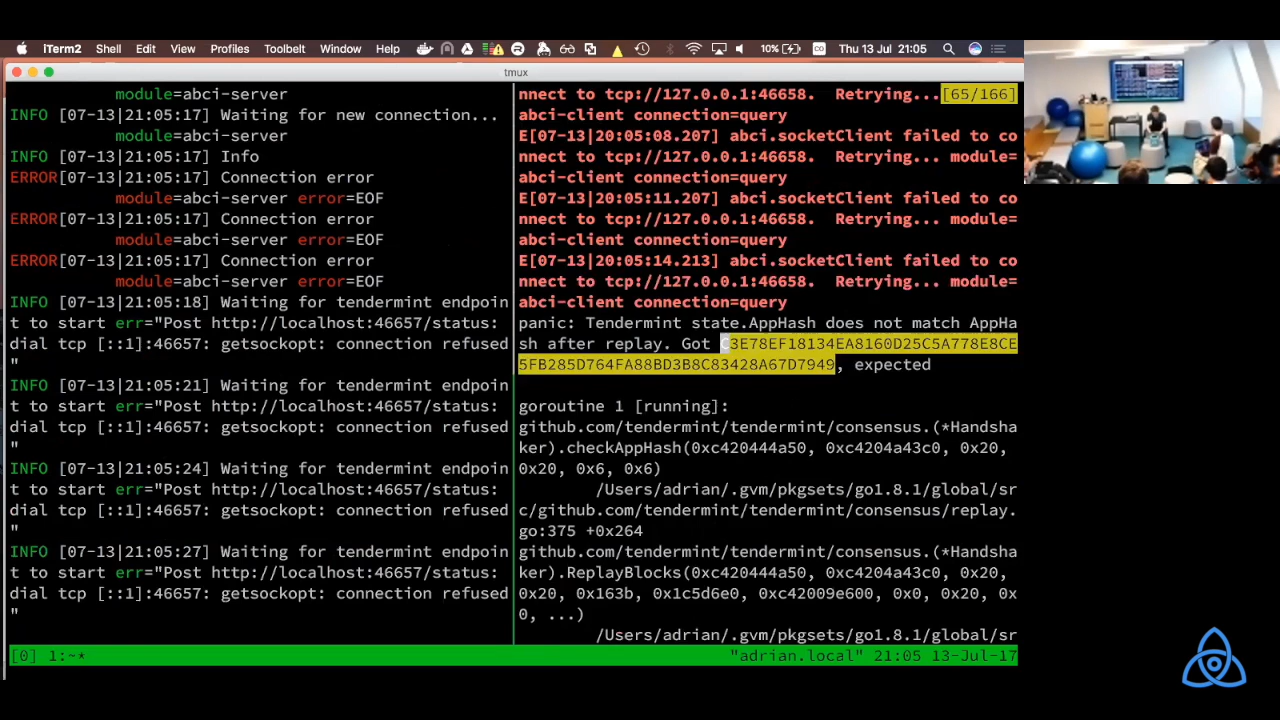 iTerm2 Shell Edit View Profiles Toolbelt Window Help 10% Thu 13 Jul 21:05
tmux
module=abci-server
INFO [07-13|21:05:17] Waiting for new connection...
module=abci-server
INFO [07-13|21:05:17] Info
ERROR[07-13|21:05:17] Connection error
module=abci-server error=EOF
ERROR[07-13|21:05:17] Connection error
module=abci-server error=EOF
ERROR[07-13|21:05:17] Connection error
module=abci-server error=EOF
INFO [07-13|21:05:18] Waiting for tendermint endpoin
t to start err="Post http://localhost:46657/status:
dial tcp [::1]:46657: getsockopt: connection refused
"
INFO [07-13|21:05:21] Waiting for tendermint endpoin
t to start err="Post http://localhost:46657/status:
dial tcp [::1]:46657: getsockopt: connection refused
"
INFO [07-13|21:05:24] Waiting for tendermint endpoin
t to start err="Post http://localhost:46657/status:
dial tcp [::1]:46657: getsockopt: connection refused
"
INFO [07-13|21:05:27] Waiting for tendermint endpoin
t to start err="Post http://localhost:46657/status:
dial tcp [::1]:46657: getsockopt: connection refused
"
nnect to tcp://127.0.0.1:46658.  Retrying...[65/166]
abci-client connection=query
E[07-13|20:05:08.207] abci.socketClient failed to co
nnect to tcp://127.0.0.1:46658.  Retrying... module=
abci-client connection=query
E[07-13|20:05:11.207] abci.socketClient failed to co
nnect to tcp://127.0.0.1:46658.  Retrying... module=
abci-client connection=query
E[07-13|20:05:14.213] abci.socketClient failed to co
nnect to tcp://127.0.0.1:46658.  Retrying... module=
abci-client connection=query
panic: Tendermint state.AppHash does not match AppHa
sh after replay. Got C3E78EF18134EA8160D25C5A778E8CE
5FB285D764FA88BD3B8C83428A67D7949, expected
goroutine 1 [running]:
github.com/tendermint/tendermint/consensus.(*Handsha
ker).checkAppHash(0xc420444a50, 0xc4204a43c0, 0x20,
0x20, 0x6, 0x6)
/Users/adrian/.gvm/pkgsets/go1.8.1/global/sr
c/github.com/tendermint/tendermint/consensus/replay.
go:375 +0x264
github.com/tendermint/tendermint/consensus.(*Handsha
ker).ReplayBlocks(0xc420444a50, 0xc4204a43c0, 0x20,
0x20, 0x163b, 0x1c5d6e0, 0xc42009e600, 0x0, 0x20, 0x
0, ...)
/Users/adrian/.gvm/pkgsets/go1.8.1/global/sr
[0] 1:~* "adrian.local" 21:05 13-Jul-17